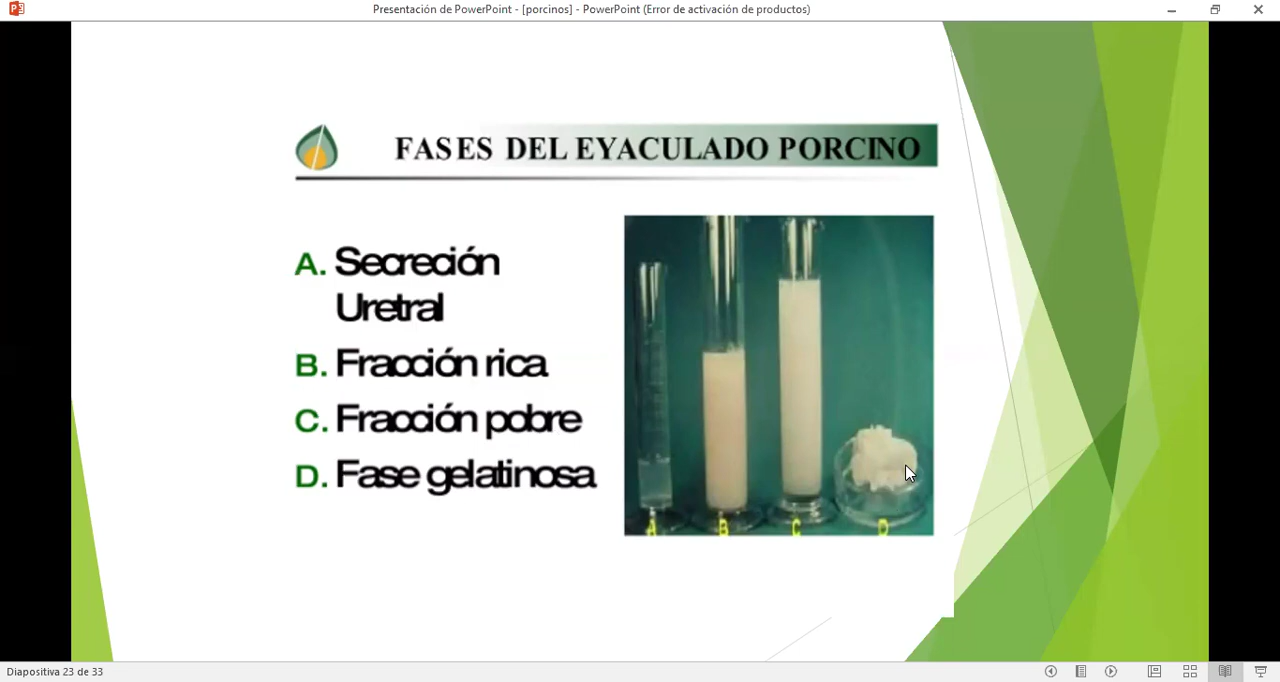 Presentación de PowerPoint - [porcinos] - PowerPoint (Error de activación de productos)
FASES DEL EYACULADO PORCINO
A. Secreción
Uretral
B. Fracción rica
C. Fracción pobre
D. Fase gelatinosa
A B C D
Diapositiva 23 de 33